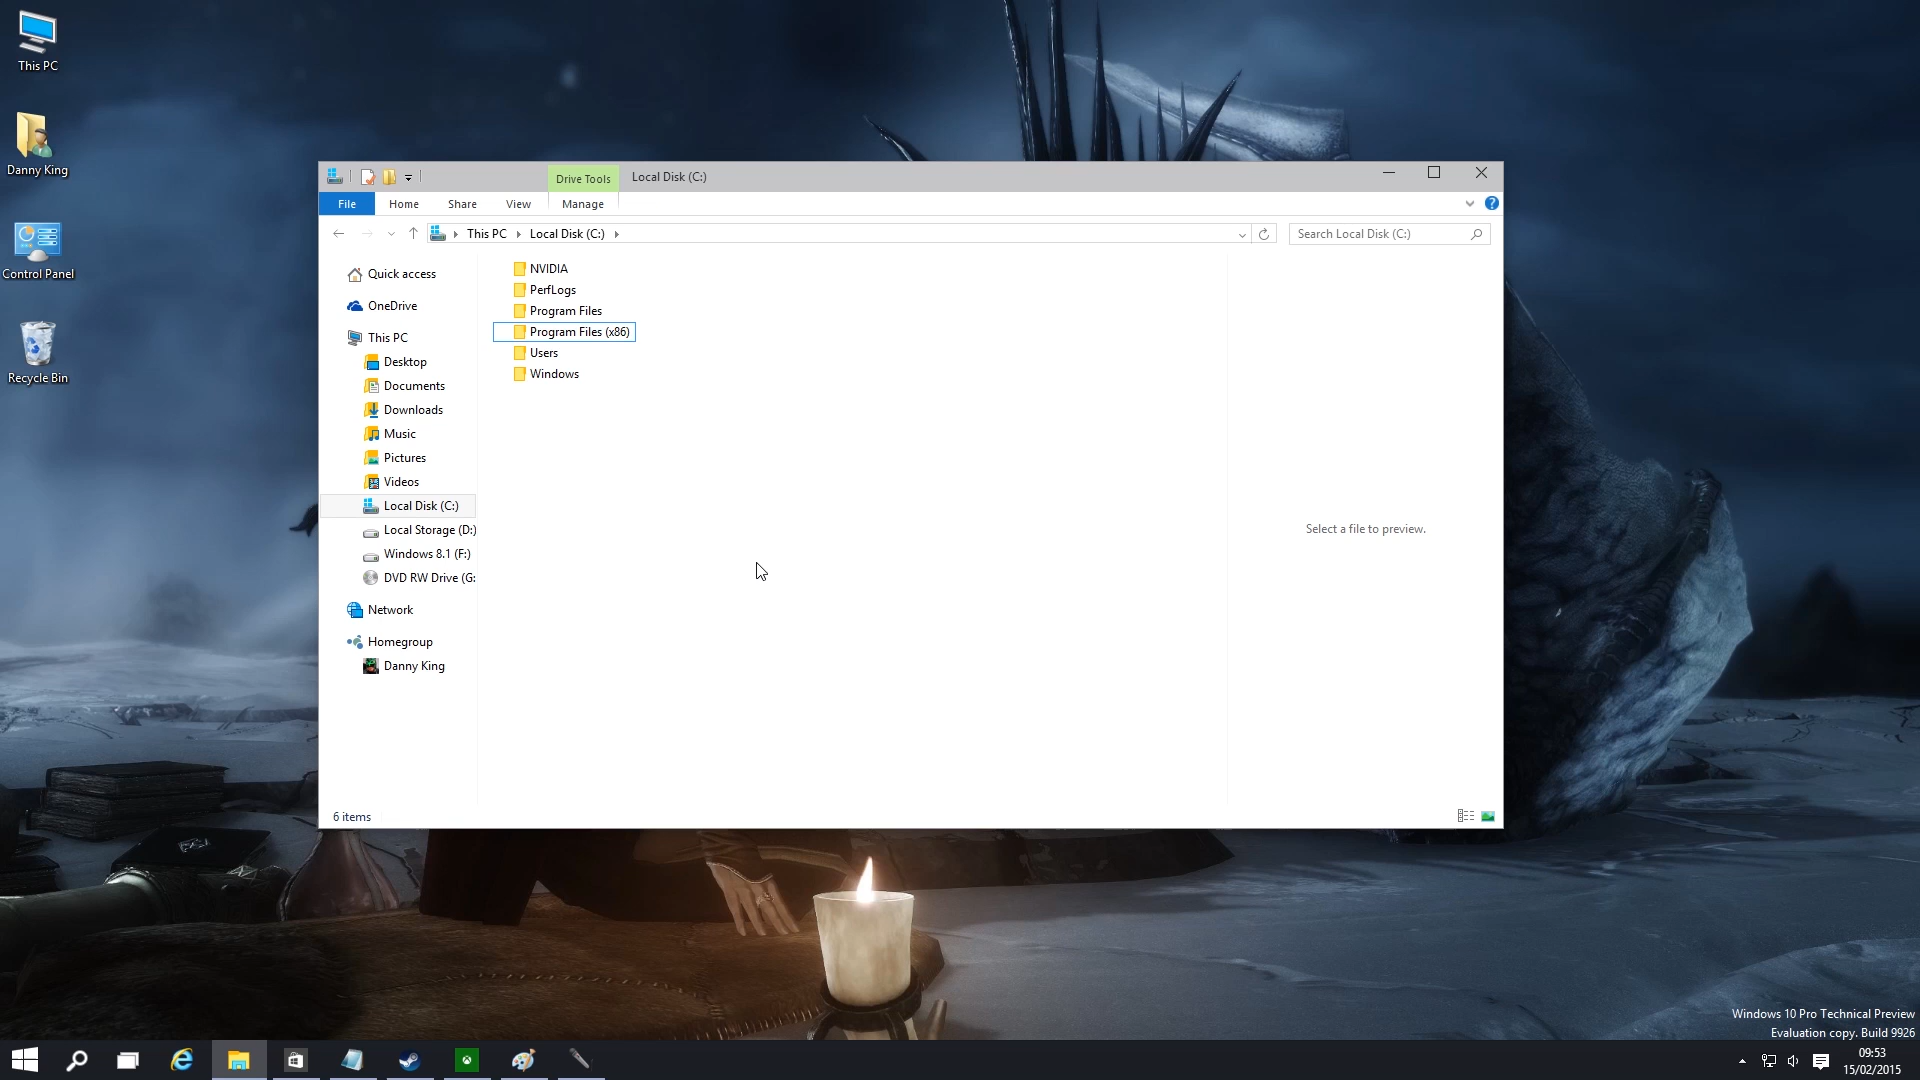 This PC
Danny King
Control Panel
Recycle Bin
Drive Tools
Local Disk (C:)
File
Home
Share
View
Manage
This PC
Local Disk (C:)
Search Local Disk (C:)
Quick access
OneDrive
This PC
Desktop
Documents
Downloads
Music
Pictures
Videos
Local Disk (C:)
Local Storage (D:)
Windows 8.1 (F:)
DVD RW Drive (G:
Network
Homegroup
Danny King
NVIDIA
PerfLogs
Program Files
Program Files (x86)
Users
Windows
Select a file to preview.
6 items
Windows 10 Pro Technical Preview
Evaluation copy. Build 9926
09:53
15/02/2015